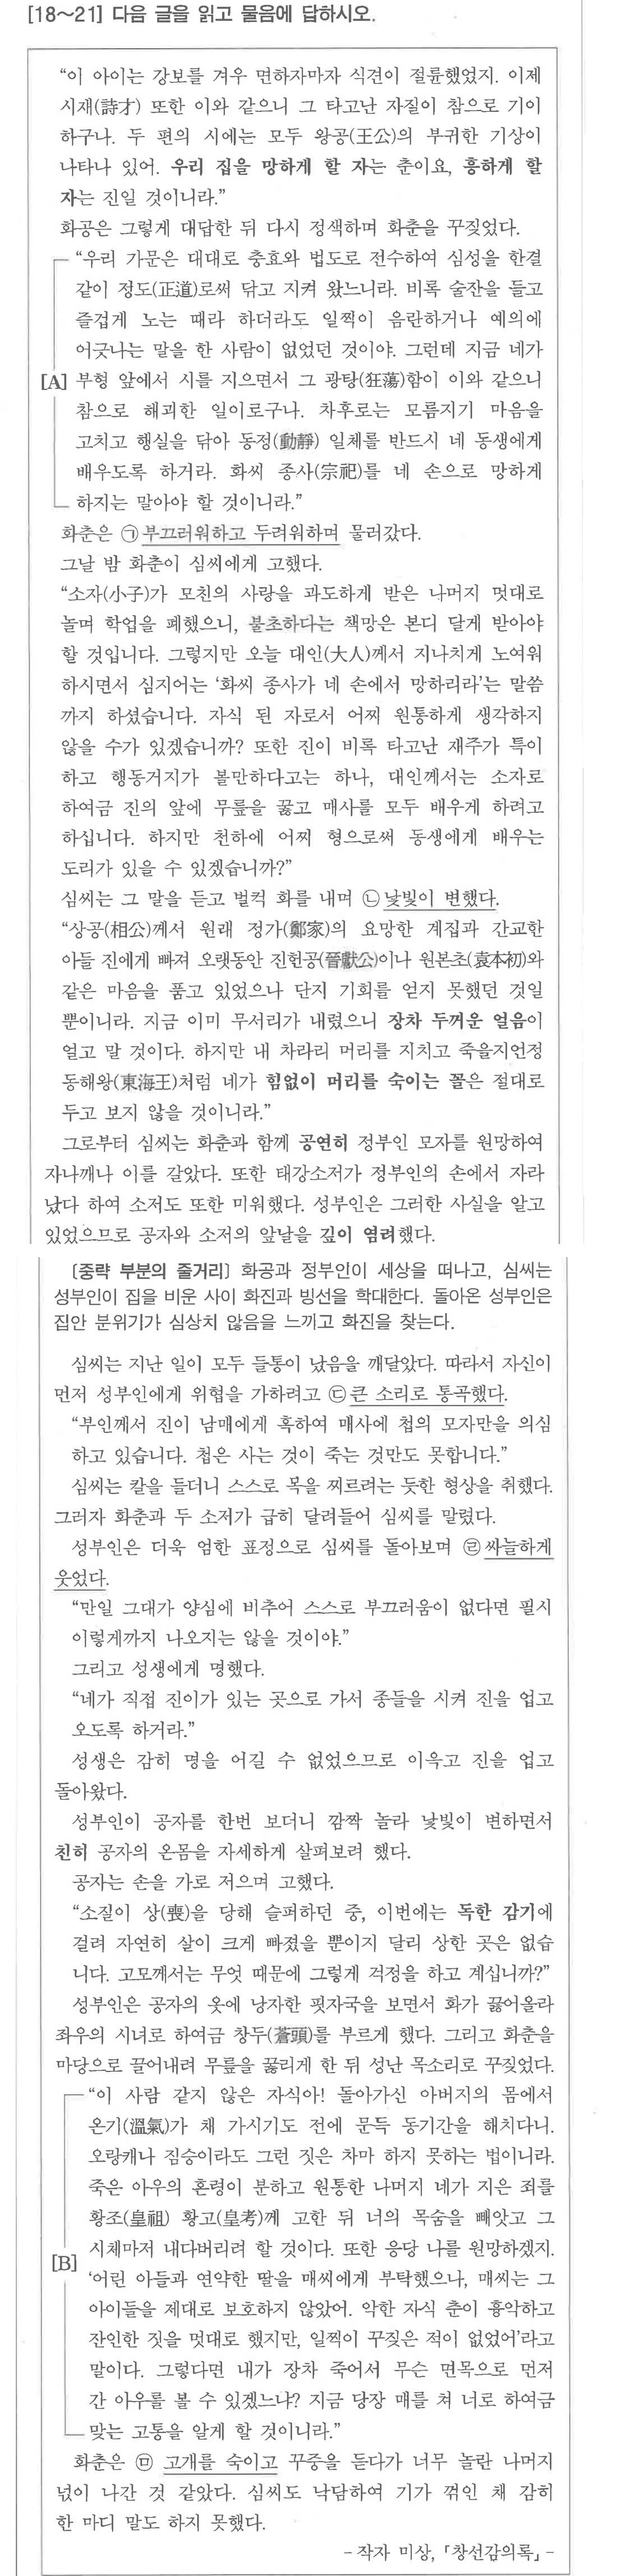 [18~21] 다음 글을 읽고 물음에 답하시오.
“이 아이는 강보를 겨우 면하자마자 식견이 절륜했었지. 이제
시재(詩才) 또한 이와 같으니 그 타고난 자질이 참으로 기이
하구나. 두 편의 시에는 모두 왕공(王公)의 부귀한 기상이
나타나 있어. 우리 집을 망하게 할 자는 춘이요, 흥하게 할
자는 진일 것이니라.”
화공은 그렇게 대답한 뒤 다시 정색하며 화춘을 꾸짖었다.
“우리 가문은 대대로 충효와 법도로 전수하여 심성을 한결
같이 정도(正道)로써 닦고 지켜 왔느니라. 비록 술잔을 들고
즐겁게 노는 때라 하더라도 일찍이 음란하거나 예의에
어긋나는 말을 한 사람이 없었던 것이야. 그런데 지금 네가
[A] 부형 앞에서 시를 지으면서 그 광탕(狂蕩)함이 이와 같으니
참으로 해괴한 일이로구나. 차후로는 모름지기 마음을
고치고 행실을 닦아 동정(動靜) 일체를 반드시 네 동생에게
배우도록 하거라. 화씨 종사(宗祀)를 네 손으로 망하게
하지는 말아야 할 것이니라.”
화춘은 ㉠부끄러워하고 두려워하며 물러갔다.
그날 밤 화춘이 심씨에게 고했다.
“소자(小子)가 모친의 사랑을 과도하게 받은 나머지 멋대로
놀며 학업을 폐했으니, 불초하다는 책망은 본디 달게 받아야
할 것입니다. 그렇지만 오늘 대인(大人)께서 지나치게 노여워
하시면서 심지어는 ‘화씨 종사가 네 손에서 망하리라’는 말씀
까지 하셨습니다. 자식 된 자로서 어찌 원통하게 생각하지
않을 수가 있겠습니까? 또한 진이 비록 타고난 재주가 특이
하고 행동거지가 볼만하다고는 하나, 대인께서는 소자로
하여금 진의 앞에 무릎을 꿇고 매사를 모두 배우게 하려고
하십니다. 하지만 천하에 어찌 형으로써 동생에게 배우는
도리가 있을 수 있겠습니까?”
심씨는 그 말을 듣고 벌컥 화를 내며 ㉡낯빛이 변했다.
“상공(相公)께서 원래 정가(鄭家)의 요망한 계집과 간교한
아들 진에게 빠져 오랫동안 진헌공(晉獻公)이나 원본초(袁本初)와
같은 마음을 품고 있었으나 단지 기회를 얻지 못했던 것일
뿐이니라. 지금 이미 무서리가 내렸으니 장차 두꺼운 얼음이
얼고 말 것이다. 하지만 내 차라리 머리를 지치고 죽을지언정
동해왕(東海王)처럼 네가 힘없이 머리를 숙이는 꼴은 절대로
두고 보지 않을 것이니라.”
그로부터 심씨는 화춘과 함께 공연히 정부인 모자를 원망하여
자나깨나 이를 갈았다. 또한 태강소저가 정부인의 손에서 자라
났다 하여 소저도 또한 미워했다. 성부인은 그러한 사실을 알고
있었으므로 공자와 소저의 앞날을 깊이 염려했다.
[중략 부분의 줄거리] 화공과 정부인이 세상을 떠나고, 심씨는
성부인이 집을 비운 사이 화진과 빙선을 학대한다. 돌아온 성부인은
집안 분위기가 심상치 않음을 느끼고 화진을 찾는다.
심씨는 지난 일이 모두 들통이 났음을 깨달았다. 따라서 자신이
먼저 성부인에게 위협을 가하려고 ㉢큰 소리로 통곡했다.
“부인께서 진이 남매에게 혹하여 매사에 첩의 모자만을 의심
하고 있습니다. 첩은 사는 것이 죽는 것만도 못합니다.”
심씨는 칼을 들더니 스스로 목을 찌르려는 듯한 형상을 취했다.
그러자 화춘과 두 소저가 급히 달려들어 심씨를 말렸다.
성부인은 더욱 엄한 표정으로 심씨를 돌아보며 ㉣싸늘하게
웃었다.
“만일 그대가 양심에 비추어 스스로 부끄러움이 없다면 필시
이렇게까지 나오지는 않을 것이야.”
그리고 성생에게 명했다.
“네가 직접 진이가 있는 곳으로 가서 종들을 시켜 진을 업고
오도록 하거라.”
성생은 감히 명을 어길 수 없었으므로 이윽고 진을 업고
돌아왔다.
성부인이 공자를 한번 보더니 깜짝 놀라 낯빛이 변하면서
친히 공자의 온몸을 자세하게 살펴보려 했다.
공자는 손을 가로 저으며 고했다.
“소질이 상(喪)을 당해 슬퍼하던 중, 이번에는 독한 감기에
걸려 자연히 살이 크게 빠졌을 뿐이지 달리 상한 곳은 없습
니다. 고모께서는 무엇 때문에 그렇게 걱정을 하고 계십니까?”
성부인은 공자의 옷에 낭자한 핏자국을 보면서 화가 끓어올라
좌우의 시녀로 하여금 창두(蒼頭)를 부르게 했다. 그리고 화춘을
마당으로 끌어내려 무릎을 꿇리게 한 뒤 성난 목소리로 꾸짖었다.
“이 사람 같지 않은 자식아! 돌아가신 아버지의 몸에서
온기(溫氣)가 채 가시기도 전에 문득 동기간을 해치다니.
오랑캐나 짐승이라도 그런 짓은 차마 하지 못하는 법이니라.
죽은 아우의 혼령이 분하고 원통한 나머지 네가 지은 죄를
황조(皇祖) 황고(皇考)께 고한 뒤 너의 목숨을 빼앗고 그
[B] 시체마저 내다버리려 할 것이다. 또한 응당 나를 원망하겠지.
‘어린 아들과 연약한 딸을 매씨에게 부탁했으나, 매씨는 그
아이들을 제대로 보호하지 않았어. 악한 자식 춘이 흉악하고
잔인한 짓을 멋대로 했지만, 일찍이 꾸짖은 적이 없었어’라고
말이다. 그렇다면 내가 장차 죽어서 무슨 면목으로 먼저
간 아우를 볼 수 있겠느냐? 지금 당장 매를 쳐 너로 하여금
맞는 고통을 알게 할 것이니라.”
화춘은 ㉤ 고개를 숙이고 꾸중을 듣다가 너무 놀란 나머지
넋이 나간 것 같았다. 심씨도 낙담하여 기가 꺾인 채 감히
한 마디 말도 하지 못했다.
- 작자 미상, 「창선감의록」 -